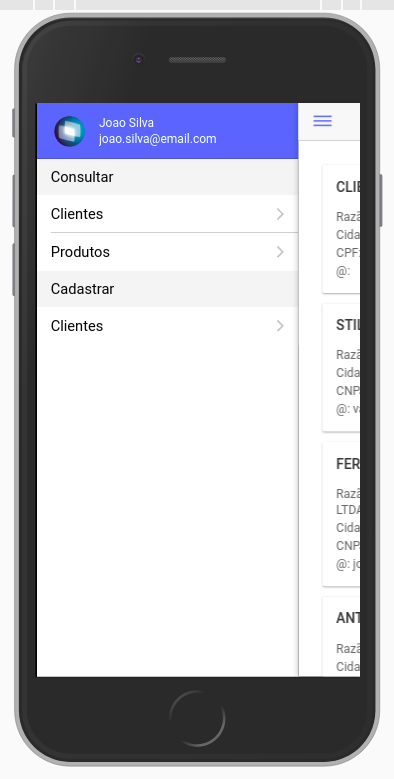 Joao Silva
joao.silva@email.com
Consultar
Clientes
Produtos
Cadastrar
Clientes
CLIE
Razã
Cida
CPF:
@:
STIL
Razã
Cida
CNP
@: va
FER
Razã
LTDA
Cida
CNP
@: jo
ANT
Razã
Cida